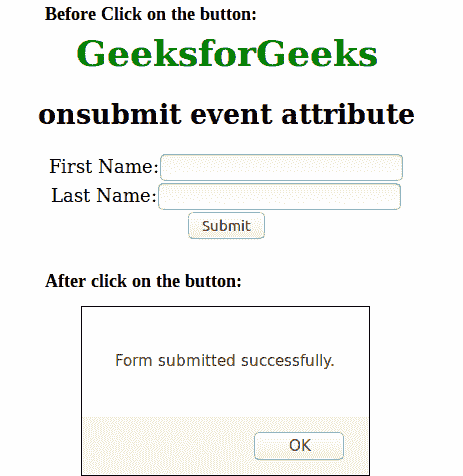 Before Click on the button:
GeeksforGeeks
onsubmit event attribute
First Name:
Last Name:
Submit
After click on the button:
Form submitted successfully.
OK